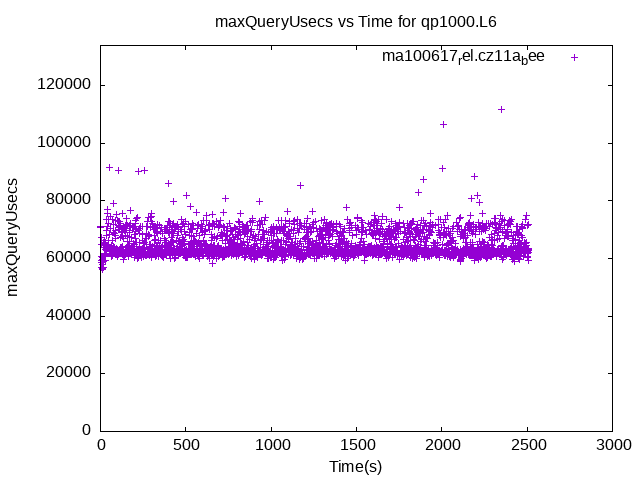 maxQueryUsecs vs Time for qp1000.L6
ma100617rel.cz11abee
120000
100000
80000
60000
40000
20000
0
maxQueryUsecs
0 500 1000 1500 2000 2500 3000
Time(s)